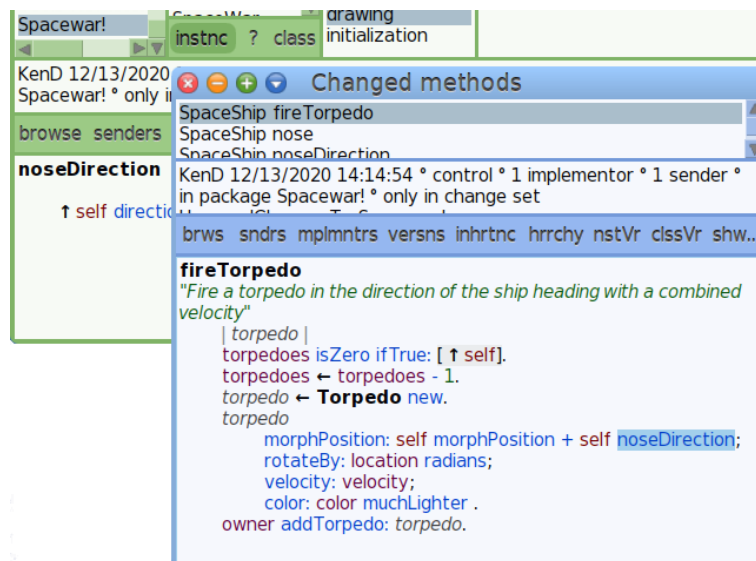 drawing
Spacewar!
instnc ? class
initialization
KenD 12/13/2020
Spacewar! ° only
Changed methods
SpaceShip fireTorpedo
SpaceShip nose
SpaceShip noseDirection
browse senders
KenD 12/13/2020 14:14:54 ° control ° 1 implementor ° 1 sender °
in package Spacewar! ° only in change set
brws sndrs mplmntrs versns inhrtnc hrrchy nstVr clssVr shw...
noseDirection
↑ self
fireTorpedo
"Fire a torpedo in the direction of the ship heading with a combined
velocity"
| torpedo |
torpedoes isZero ifTrue: [ ↑ self].
torpedoes ← torpedoes - 1.
torpedo ← Torpedo new.
torpedo
morphPosition: self morphPosition + self noseDirection;
rotateBy: location radians;
velocity: velocity;
color: color muchLighter .
owner addTorpedo: torpedo.